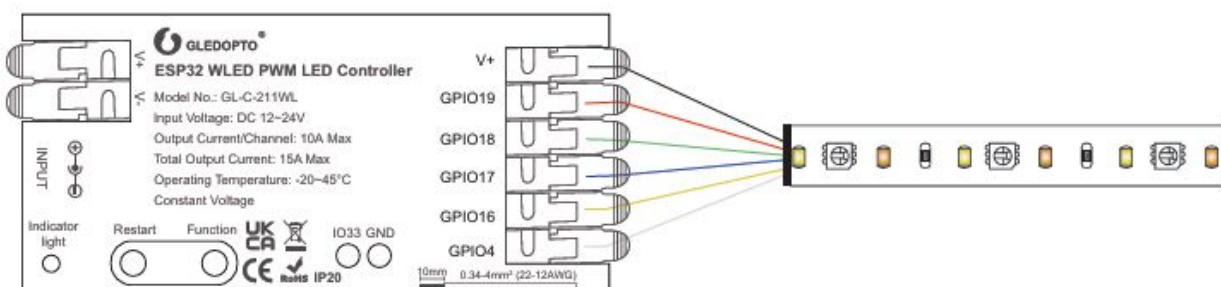 GLEDOPTO®
ESP32 WLED PWM LED Controller
Model No.: GL-C-211WL
Input Voltage: DC 12~24V
Output Current/Channel: 10A Max
Total Output Current: 15A Max
Operating Temperature: -20~45°C
Constant Voltage
V+
V-
INPUT
Indicator
light
Restart
Function
UK
CA
CE
RoHS
IP20
IO33 GND
V+
GPIO19
GPIO18
GPIO17
GPIO16
GPIO4
10mm
0.34-4mm² (22-12AWG)